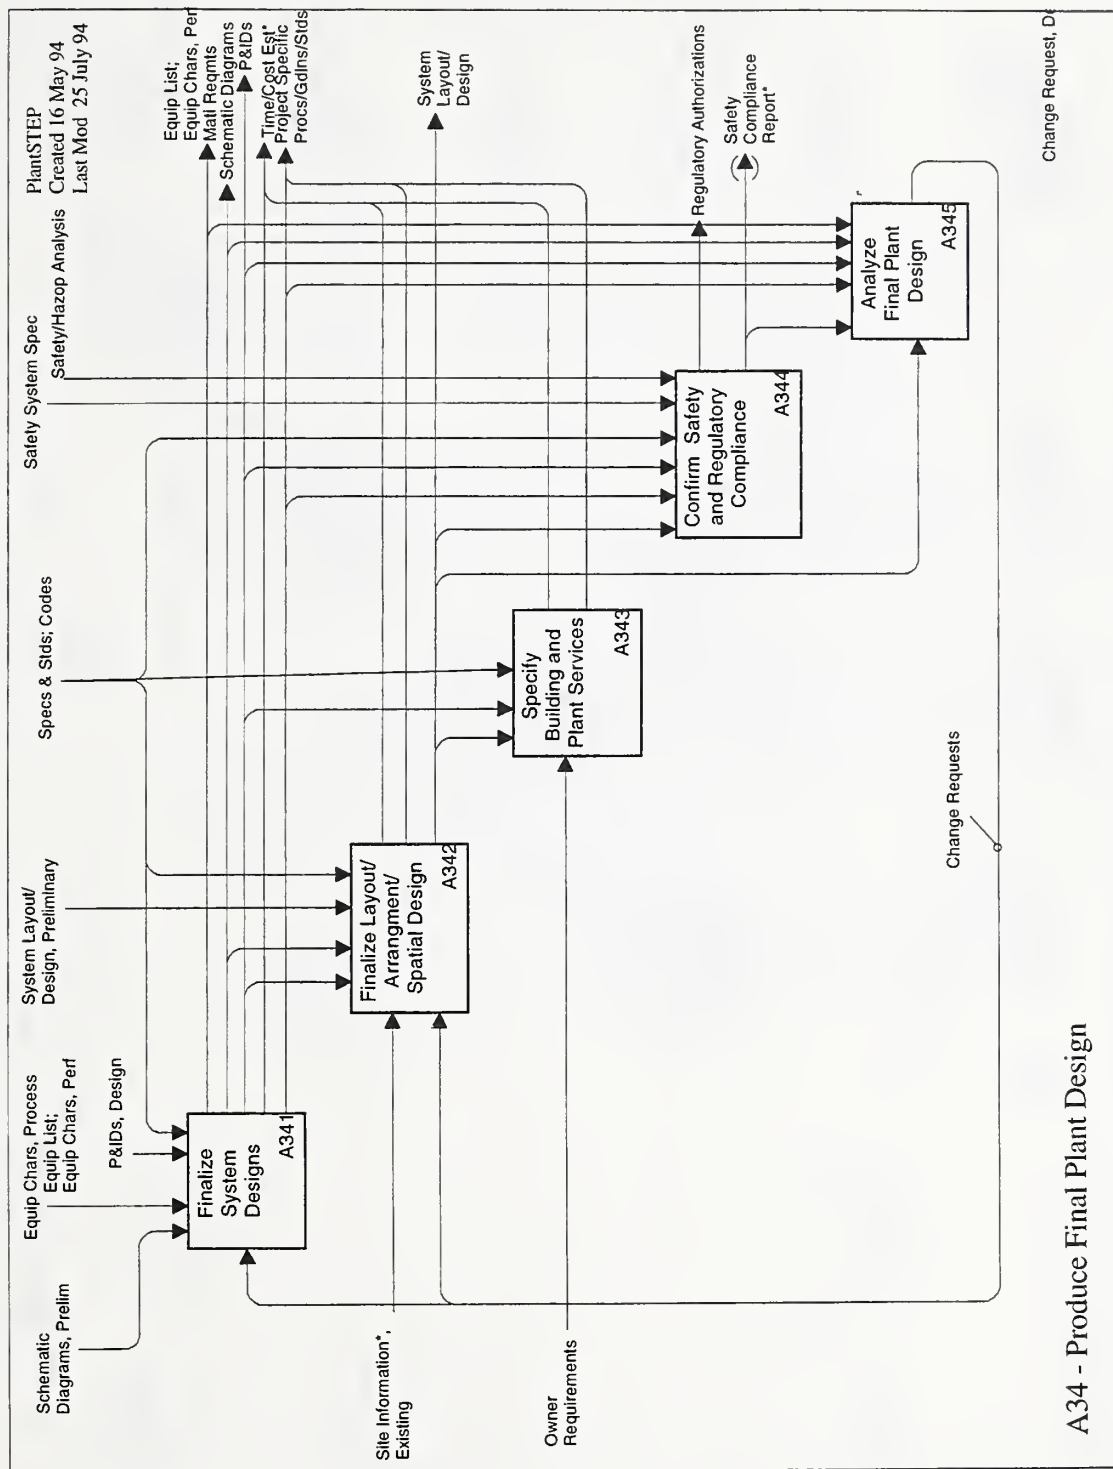 PlantSTEP
Created 16 May 94
Last Mod 25 July 94
Schematic
Diagrams, Prelim
Equip Chars, Process
Equip List;
Equip Chars, Perf
P&IDs, Design
System Layout/
Design, Preliminary
Specs & Stds; Codes
Safety System Spec
Safety/Hazop Analysis
Equip List;
Equip Chars, Perf
Matl Reqmts
Schematic Diagrams
P&IDs
Time/Cost Est*
Project Specific
Procs/Gdlns/Stds
System
Layout/
Design
Regulatory Authorizations
Safety
Compliance
Report*
Finalize
System
Designs
A341
Finalize Layout/
Arrangment/
Spatial Design
A342
Specify
Building and
Plant Services
A343
Confirm Safety
and Regulatory
Compliance
A344
Analyze
Final Plant
Design
A345
Site Information*,
Existing
Owner
Requirements
Change Requests
Change Request, De
A34 - Produce Final Plant Design